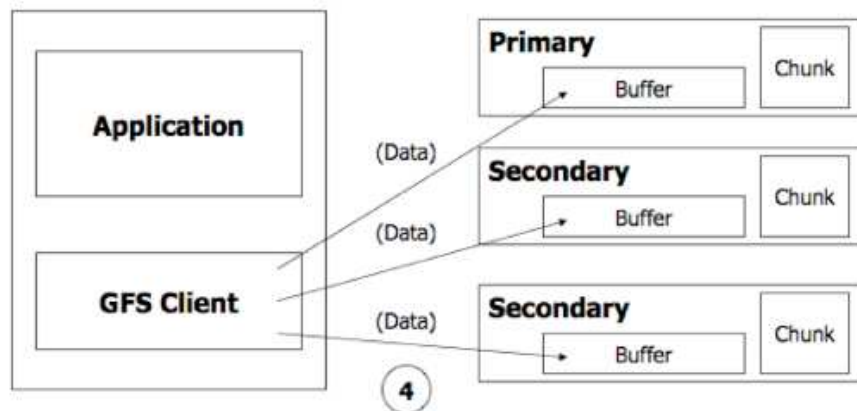 Application
GFS Client
(Data)
(Data)
(Data)
4
Primary
Buffer
Chunk
Secondary
Buffer
Chunk
Secondary
Buffer
Chunk